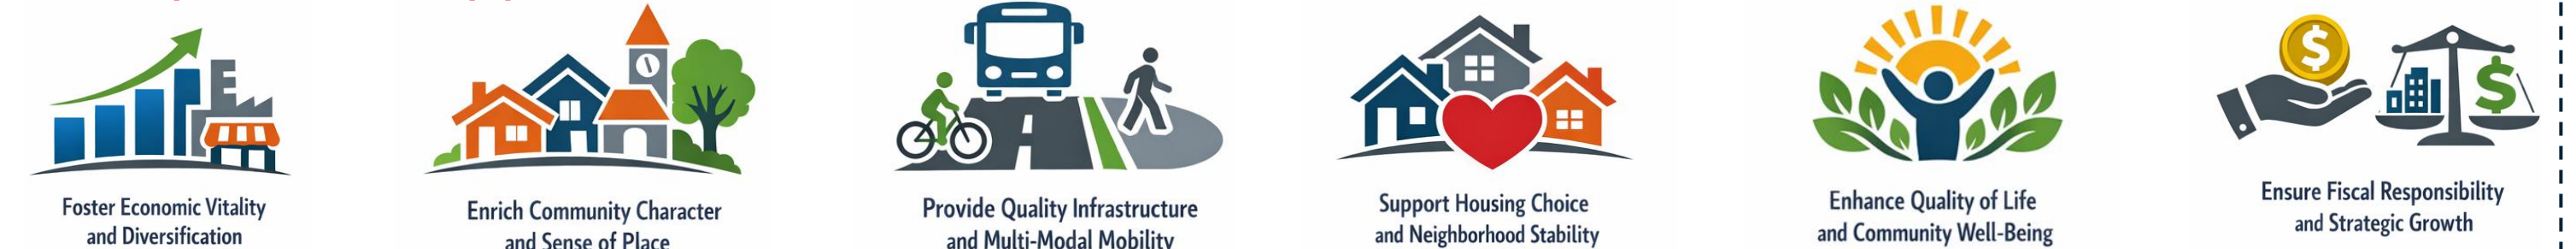 Foster Economic Vitality
and Diversification
Enrich Community Character
and Sense of Place
Provide Quality Infrastructure
and Multi-Modal Mobility
Support Housing Choice
and Neighborhood Stability
Enhance Quality of Life
and Community Well-Being
$
$
Ensure Fiscal Responsibility
and Strategic Growth